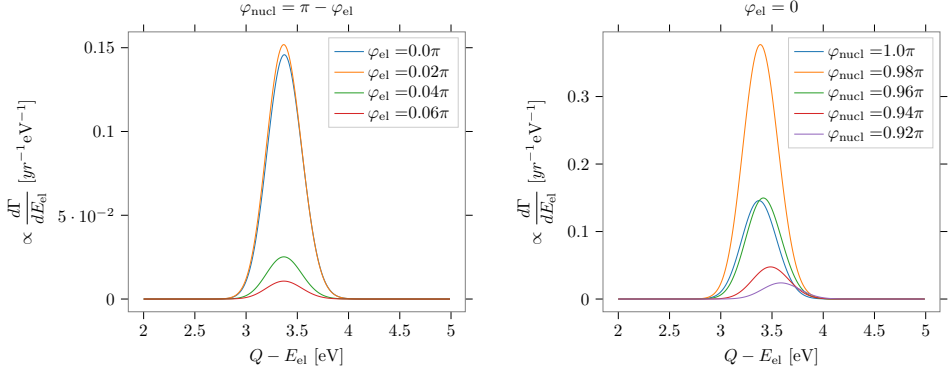 φnucl = π − φel
0.15
0.1
5 · 10−2
0
∝ dΓ/dEel [yr−1eV−1]
φel =0.0π
φel =0.02π
φel =0.04π
φel =0.06π
2 2.5 3 3.5 4 4.5 5
Q − Eel [eV]
φel = 0
0.3
0.2
0.1
0
∝ dΓ/dEel [yr−1eV−1]
φnucl =1.0π
φnucl =0.98π
φnucl =0.96π
φnucl =0.94π
φnucl =0.92π
2 2.5 3 3.5 4 4.5 5
Q − Eel [eV]